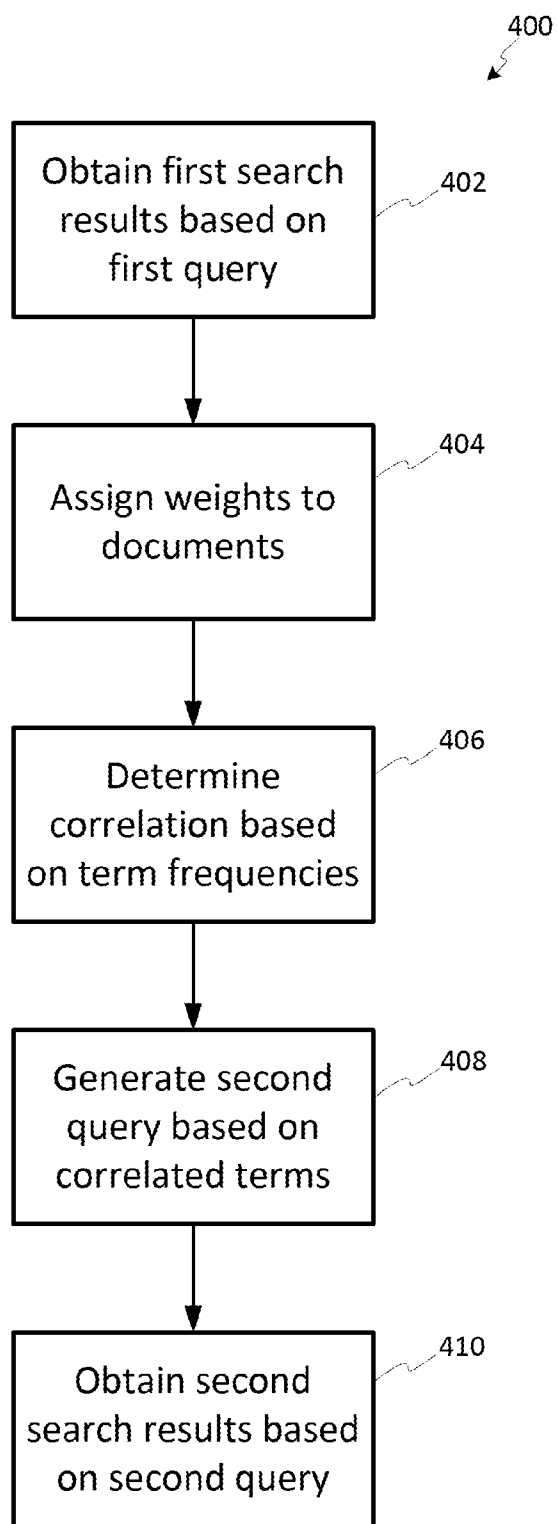 400
Obtain first search
results based on
first query
402
Assign weights to
documents
404
Determine
correlation based
on term frequencies
406
Generate second
query based on
correlated terms
408
Obtain second
search results based
on second query
410